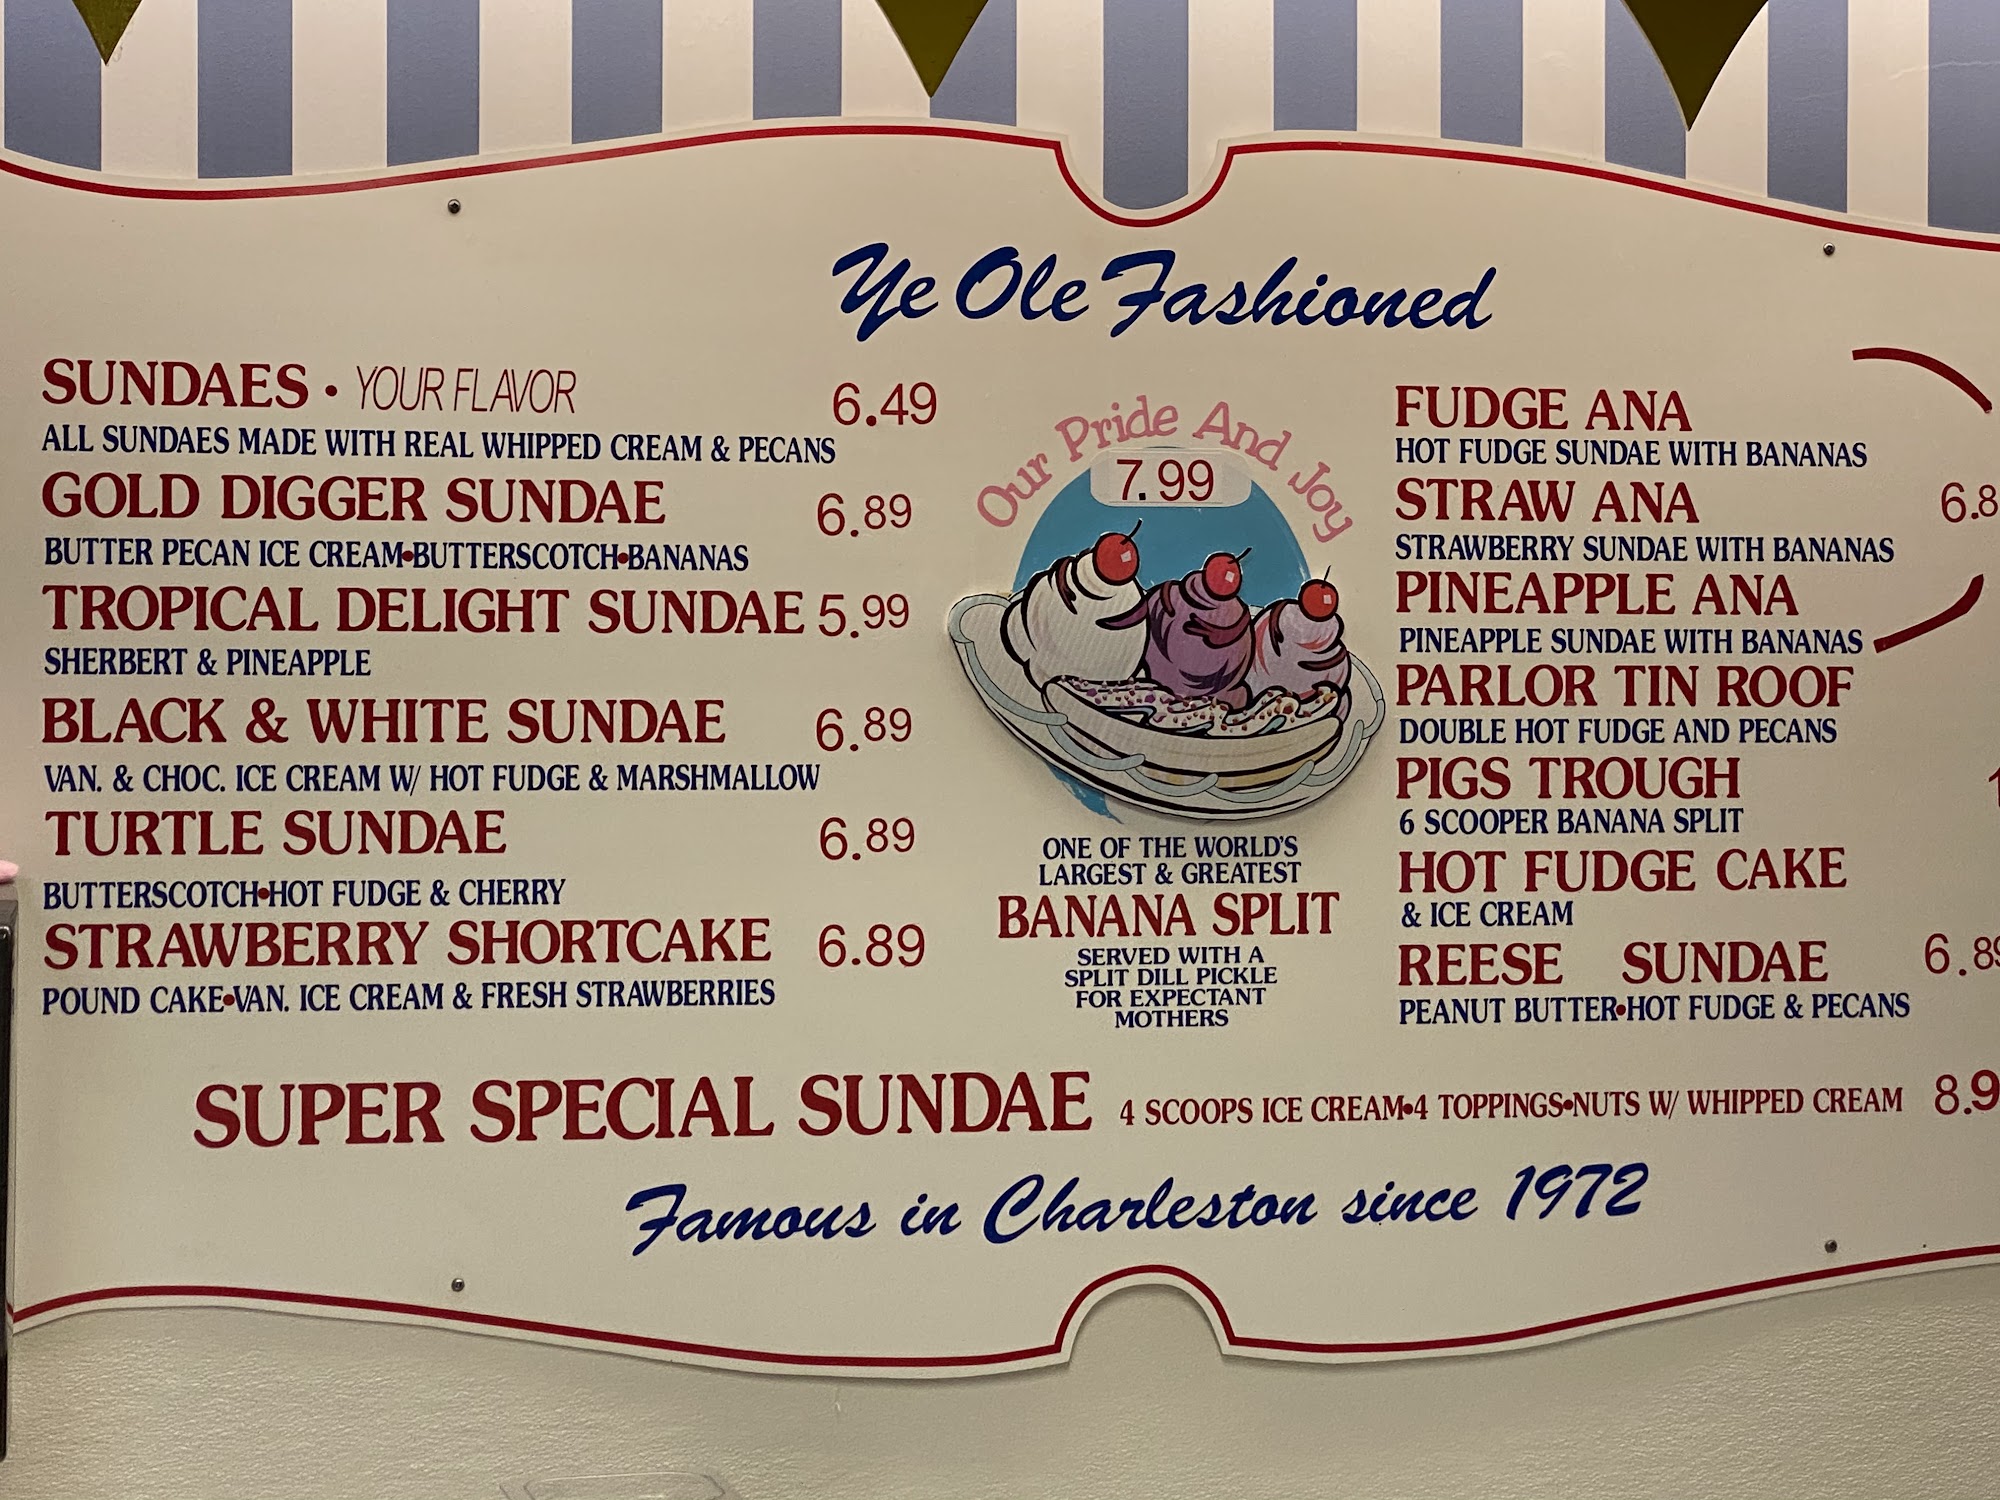 Ye Ole Fashioned
SUNDAES • YOUR FLAVOR 6.49
ALL SUNDAES MADE WITH REAL WHIPPED CREAM & PECANS
GOLD DIGGER SUNDAE 6.89
BUTTER PECAN ICE CREAM•BUTTERSCOTCH•BANANAS
TROPICAL DELIGHT SUNDAE 5.99
SHERBERT & PINEAPPLE
BLACK & WHITE SUNDAE 6.89
VAN. & CHOC. ICE CREAM W/ HOT FUDGE & MARSHMALLOW
TURTLE SUNDAE 6.89
BUTTERSCOTCH•HOT FUDGE & CHERRY
STRAWBERRY SHORTCAKE 6.89
POUND CAKE•VAN. ICE CREAM & FRESH STRAWBERRIES
Our Pride And Joy
7.99
ONE OF THE WORLD'S
LARGEST & GREATEST
BANANA SPLIT
SERVED WITH A
SPLIT DILL PICKLE
FOR EXPECTANT
MOTHERS
FUDGE ANA
HOT FUDGE SUNDAE WITH BANANAS
STRAW ANA 6.8
STRAWBERRY SUNDAE WITH BANANAS
PINEAPPLE ANA
PINEAPPLE SUNDAE WITH BANANAS
PARLOR TIN ROOF
DOUBLE HOT FUDGE AND PECANS
PIGS TROUGH
6 SCOOPER BANANA SPLIT
HOT FUDGE CAKE
& ICE CREAM
REESE SUNDAE 6.89
PEANUT BUTTER•HOT FUDGE & PECANS
SUPER SPECIAL SUNDAE 4 SCOOPS ICE CREAM•4 TOPPINGS•NUTS W/ WHIPPED CREAM 8.9
Famous in Charleston since 1972